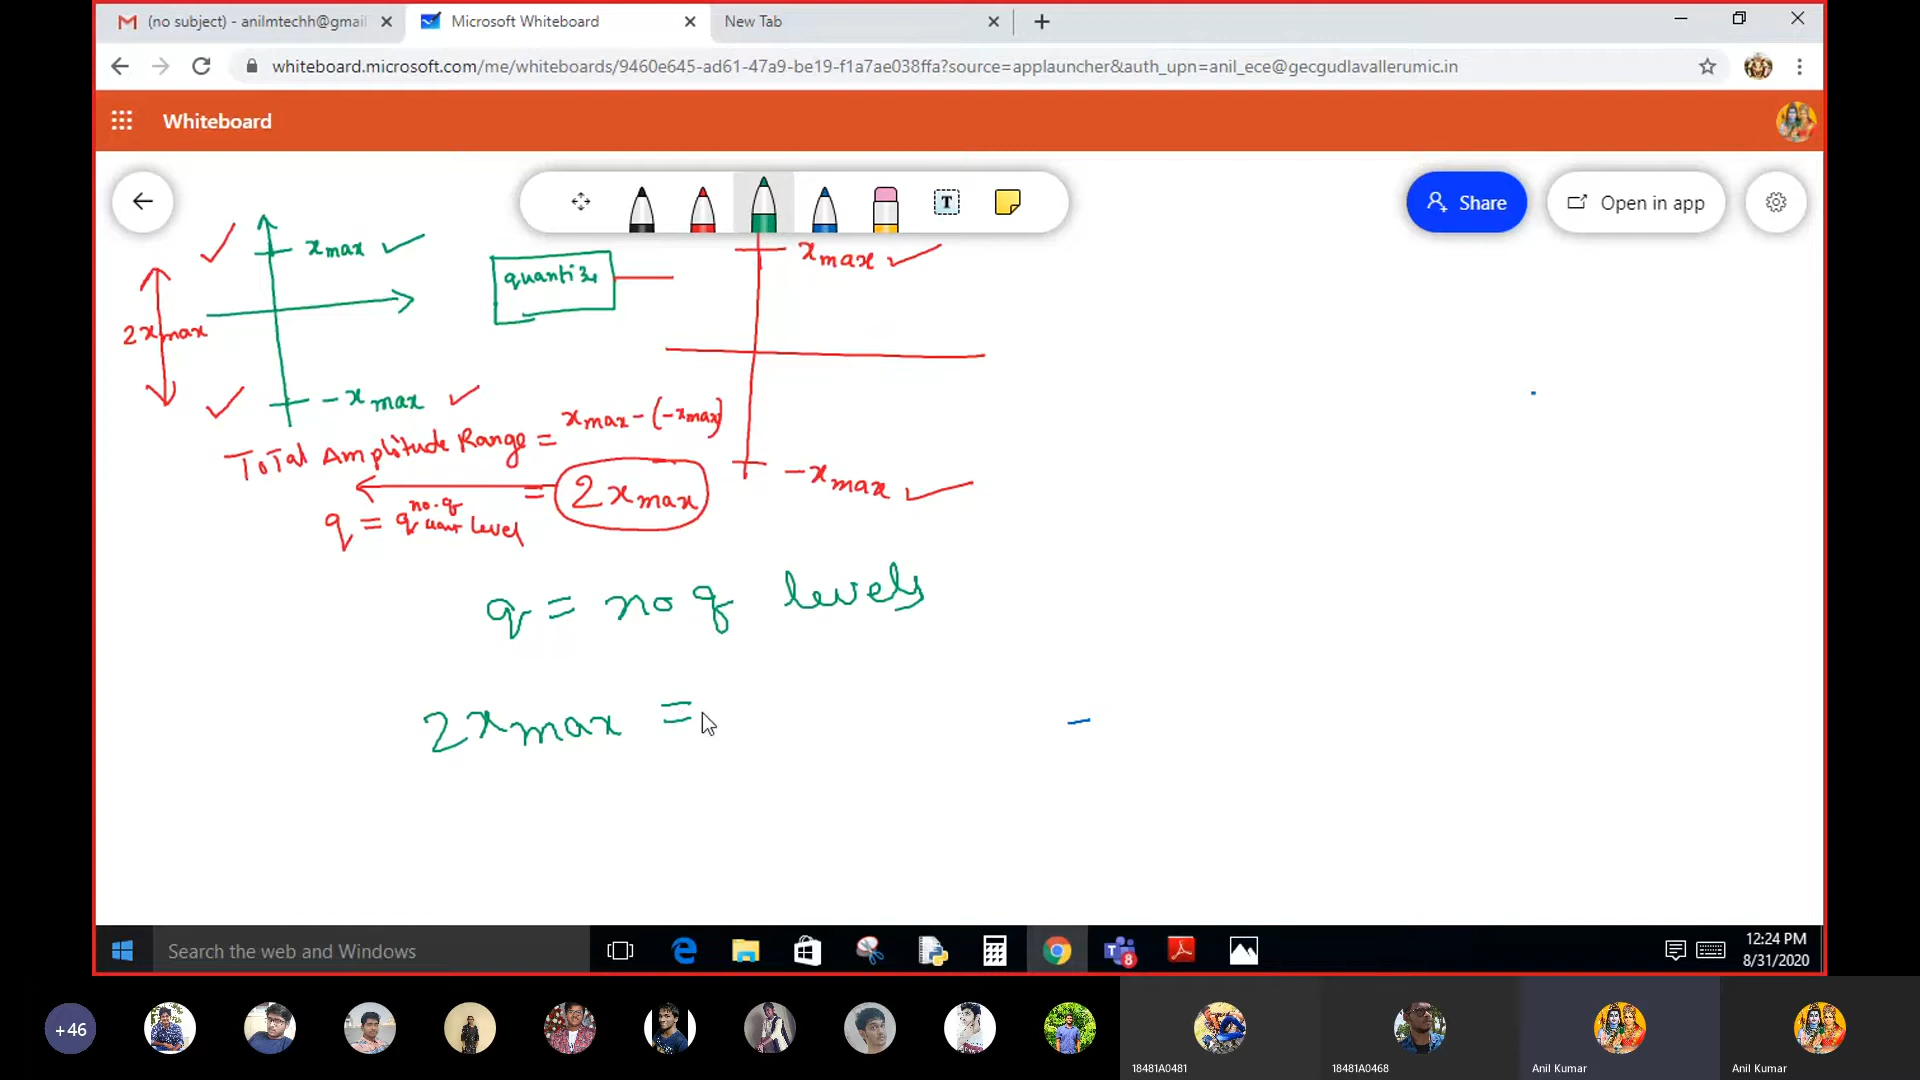 (no subject) - anilmtechh@gmail
Microsoft Whiteboard
New Tab
whiteboard.microsoft.com/me/whiteboards/9460e645-ad61-47a9-be19-f1a7ae038ffa?source=applauncher&auth_upn=anil_ece@gecgudlavallerumic.in
Whiteboard
T
Share
Open in app
xmax
quantize
xmax
2xmax
-xmax
Total Amplitude Range = xmax-(-xmax)
= 2xmax
-xmax
no. of
q = quant level
q = no of levels
2xmax =
Search the web and Windows
8
12:24 PM
8/31/2020
+46
18481A0481
18481A0468
Anil Kumar
Anil Kumar